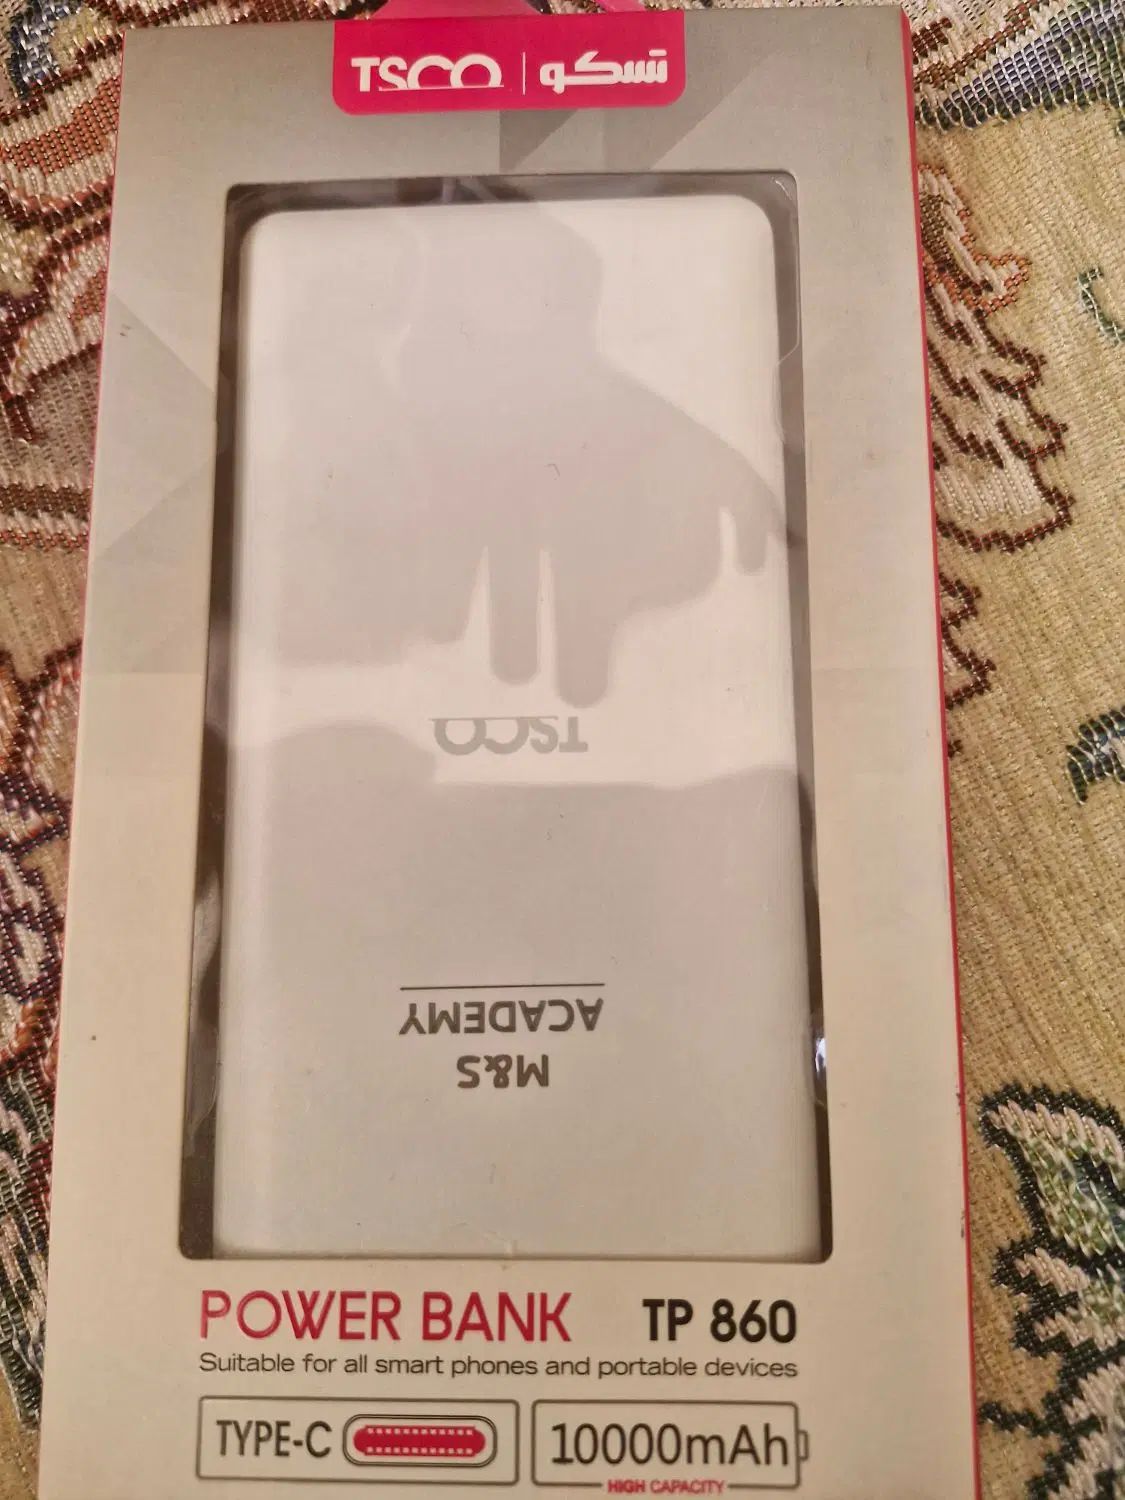 TSCO | تسكو
TSCO
ACADEMY
M&S
POWER BANK TP 860
Suitable for all smart phones and portable devices
TYPE-C 10000mAh
HIGH CAPACITY